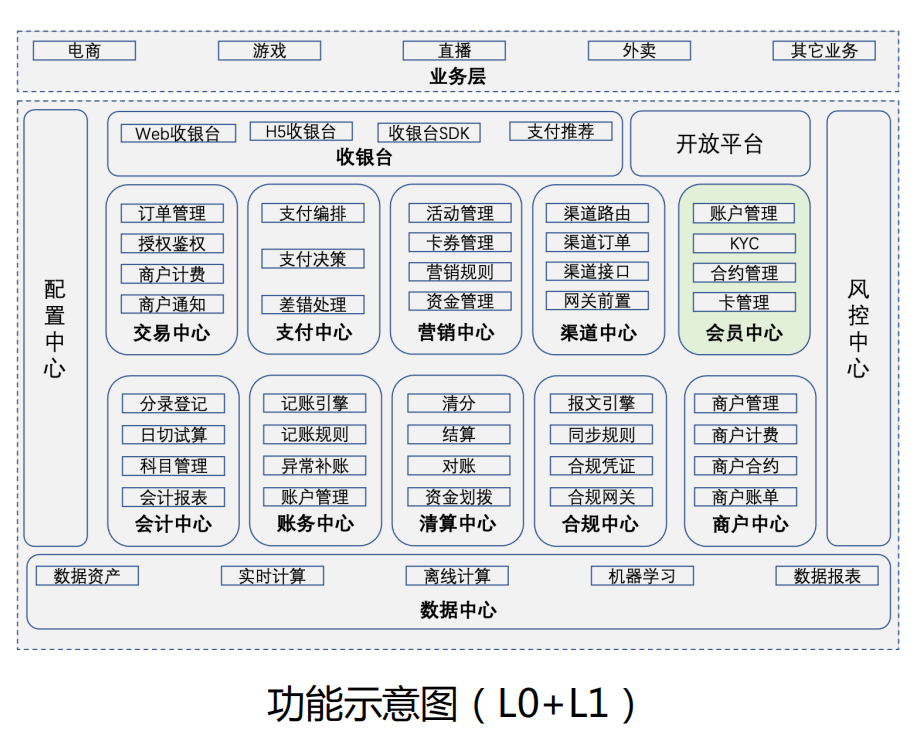 电商
游戏
直播
外卖
其它业务
业务层
配置中心
Web收银台
H5收银台
收银台SDK
支付推荐
收银台
开放平台
风控中心
订单管理
授权鉴权
商户计费
商户通知
交易中心
支付编排
支付决策
差错处理
支付中心
活动管理
卡券管理
营销规则
资金管理
营销中心
渠道路由
渠道订单
渠道接口
网关前置
渠道中心
账户管理
KYC
合约管理
卡管理
会员中心
分录登记
日切试算
科目管理
会计报表
会计中心
记账引擎
记账规则
异常补账
账户管理
账务中心
清分
结算
对账
资金划拨
清算中心
报文引擎
同步规则
合规凭证
合规网关
合规中心
商户管理
商户计费
商户合约
商户账单
商户中心
数据资产
实时计算
离线计算
机器学习
数据报表
数据中心
功能示意图（L0+L1）